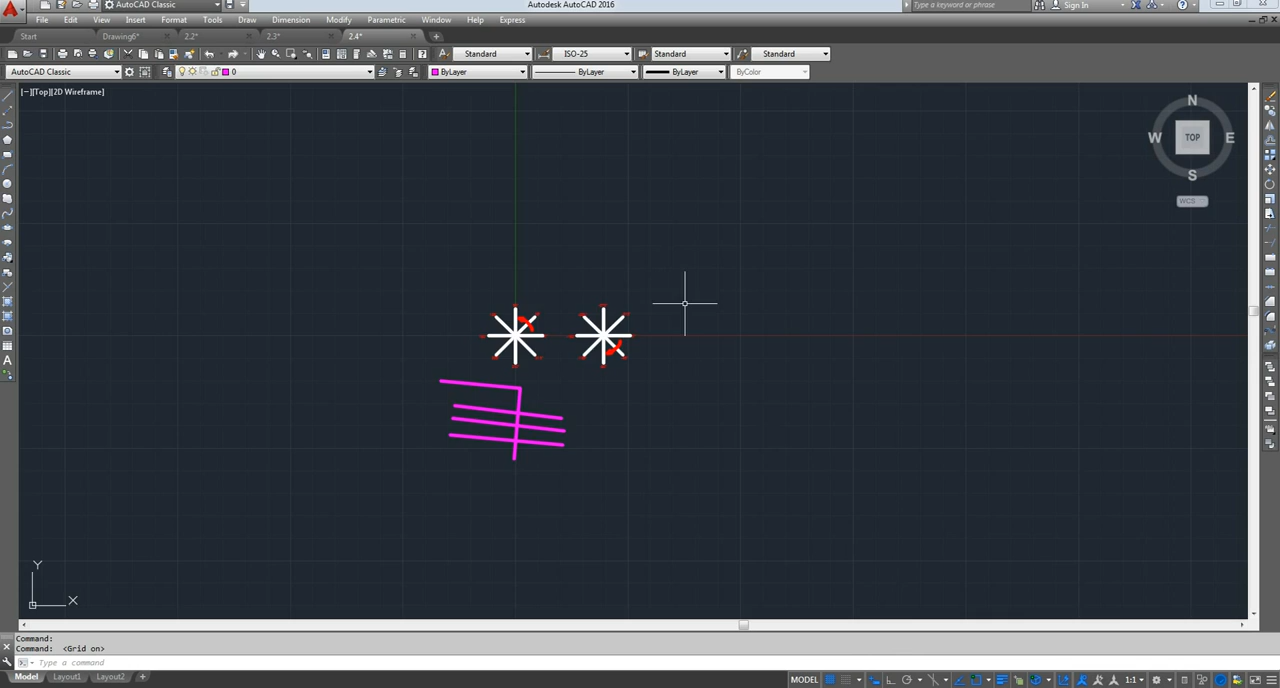 AutoCAD Classic
Autodesk AutoCAD 2016
Type a keyword or phrase
Sign In
File Edit View Insert Format Tools Draw Dimension Modify Parametric Window Help Express
Start Drawing6* 2.2* 2.3* 2.4*
Standard ISO-25 Standard Standard
AutoCAD Classic 0 ByLayer ByLayer ByLayer ByColor
[−][Top][2D Wireframe]
N
W TOP E
S
WCS
Y
X
Command:
Command: <Grid on>
Type a command
Model Layout1 Layout2
MODEL 1:1
A